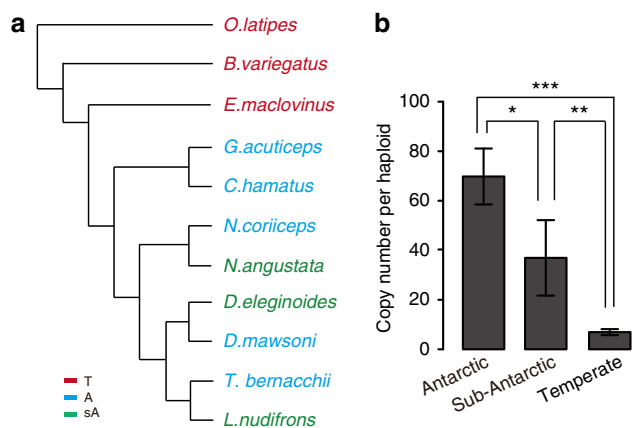 a
O.latipes
B.variegatus
E.maclovinus
G.acuticeps
C.hamatus
N.coriiceps
N.angustata
D.eleginoides
D.mawsoni
T. bernacchii
L.nudifrons
T
A
sA
b
***
* **
Copy number per haploid
100
80
60
40
20
0
Antarctic
Sub-Antarctic
Temperate